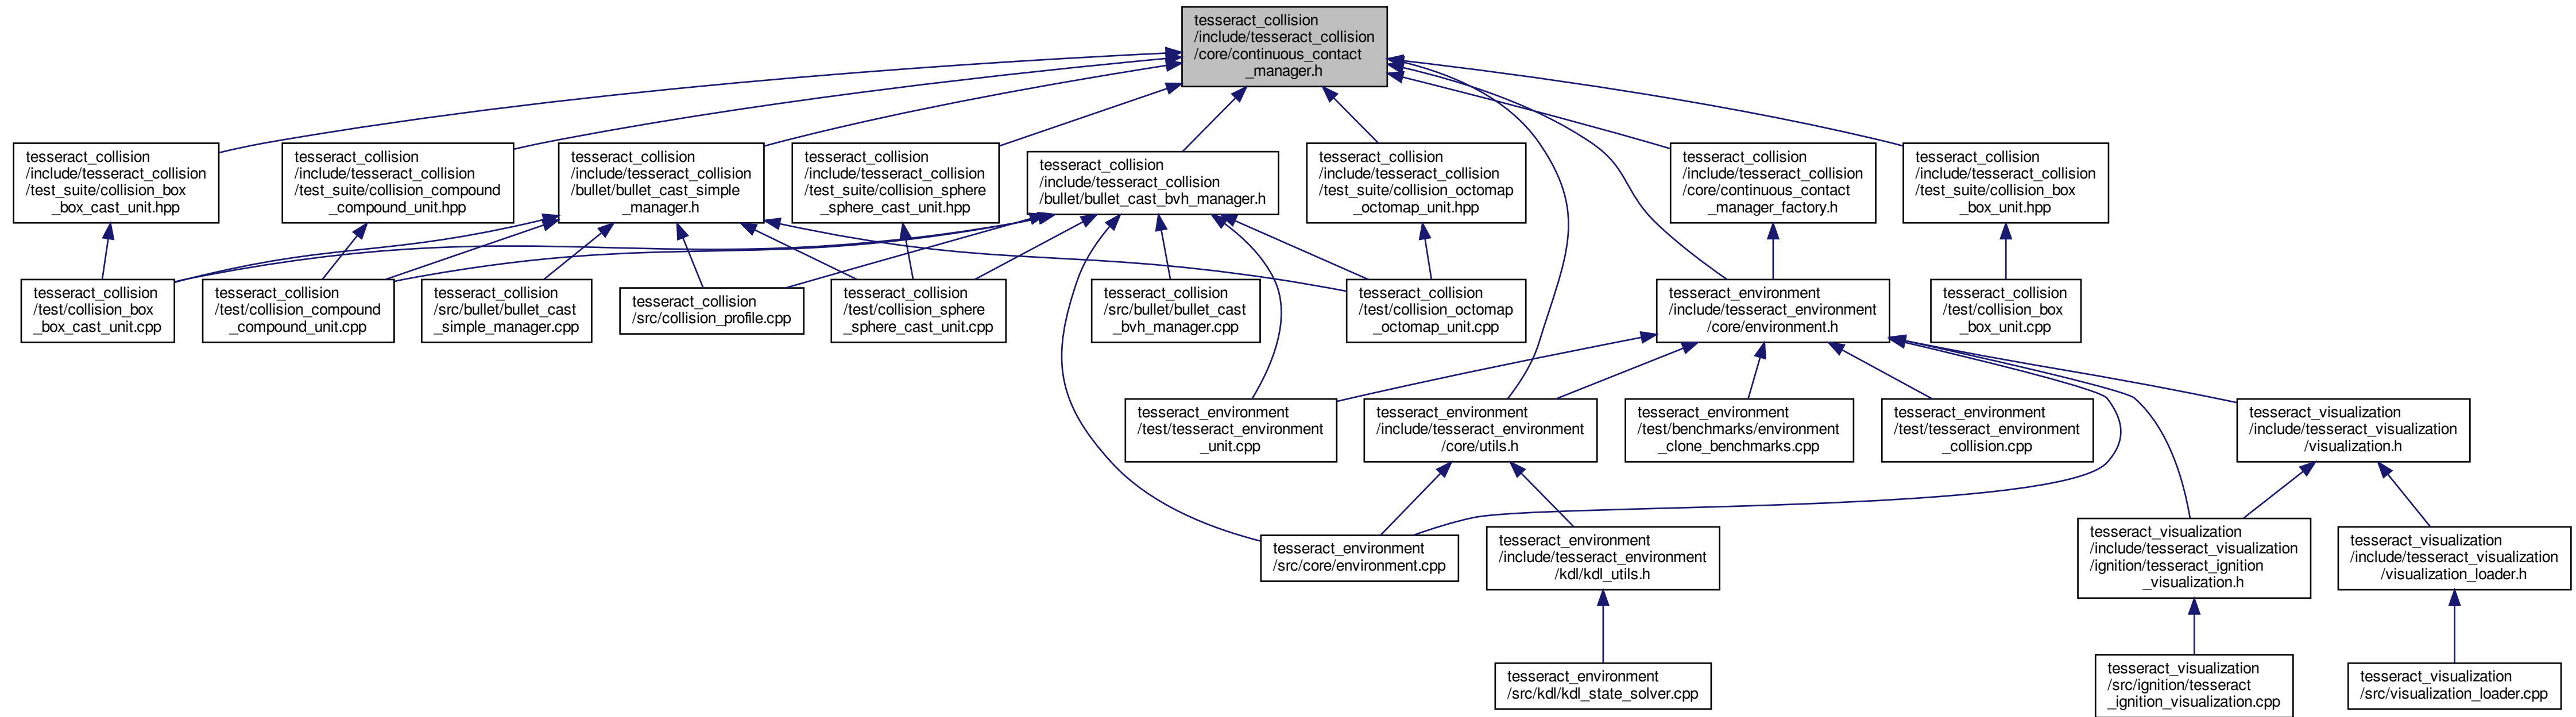 tesseract_collision
/include/tesseract_collision
/core/continuous_contact
_manager.h
tesseract_collision
/include/tesseract_collision
/test_suite/collision_box
_box_cast_unit.hpp
tesseract_collision
/include/tesseract_collision
/test_suite/collision_compound
_compound_unit.hpp
tesseract_collision
/include/tesseract_collision
/bullet/bullet_cast_simple
_manager.h
tesseract_collision
/include/tesseract_collision
/test_suite/collision_sphere
_sphere_cast_unit.hpp
tesseract_collision
/include/tesseract_collision
/bullet/bullet_cast_bvh_manager.h
tesseract_collision
/include/tesseract_collision
/test_suite/collision_octomap
_octomap_unit.hpp
tesseract_collision
/include/tesseract_collision
/core/continuous_contact
_manager_factory.h
tesseract_collision
/include/tesseract_collision
/test_suite/collision_box
_box_unit.hpp
tesseract_collision
/test/collision_box
_box_cast_unit.cpp
tesseract_collision
/test/collision_compound
_compound_unit.cpp
tesseract_collision
/src/bullet/bullet_cast
_simple_manager.cpp
tesseract_collision
/src/collision_profile.cpp
tesseract_collision
/test/collision_sphere
_sphere_cast_unit.cpp
tesseract_collision
/src/bullet/bullet_cast
_bvh_manager.cpp
tesseract_collision
/test/collision_octomap
_octomap_unit.cpp
tesseract_environment
/include/tesseract_environment
/core/environment.h
tesseract_collision
/test/collision_box
_box_unit.cpp
tesseract_environment
/test/tesseract_environment
_unit.cpp
tesseract_environment
/include/tesseract_environment
/core/utils.h
tesseract_environment
/test/benchmarks/environment
_clone_benchmarks.cpp
tesseract_environment
/test/tesseract_environment
_collision.cpp
tesseract_visualization
/include/tesseract_visualization
/visualization.h
tesseract_environment
/src/core/environment.cpp
tesseract_environment
/include/tesseract_environment
/kdl/kdl_utils.h
tesseract_visualization
/include/tesseract_visualization
/ignition/tesseract_ignition
_visualization.h
tesseract_visualization
/include/tesseract_visualization
/visualization_loader.h
tesseract_environment
/src/kdl/kdl_state_solver.cpp
tesseract_visualization
/src/ignition/tesseract
_ignition_visualization.cpp
tesseract_visualization
/src/visualization_loader.cpp